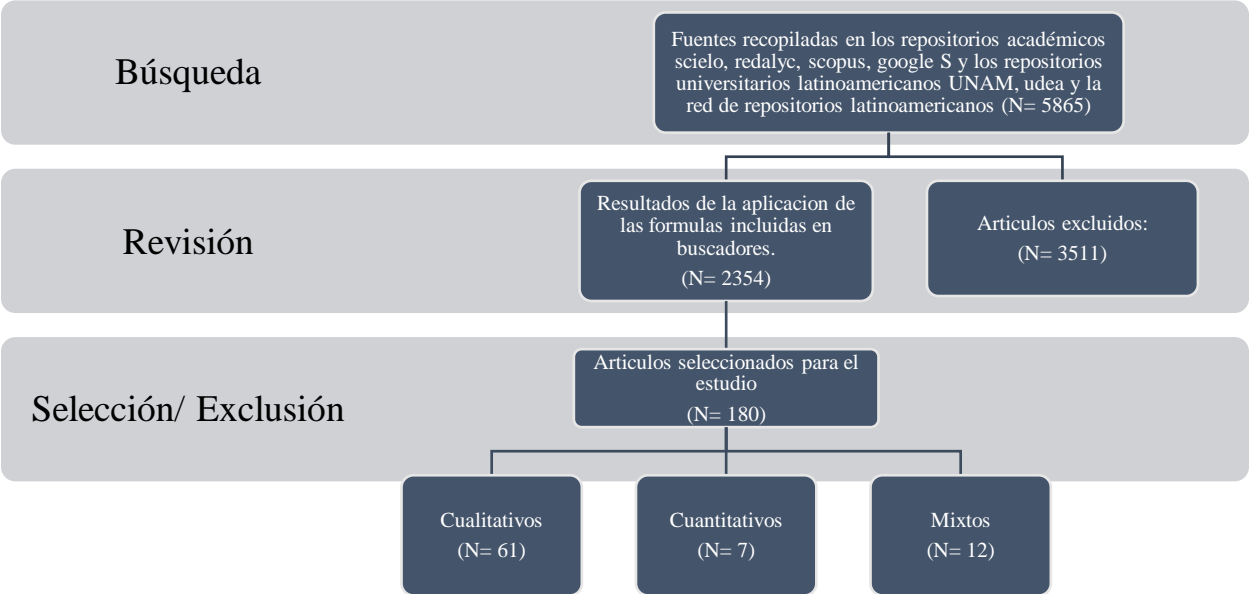 Búsqueda
Fuentes recopiladas en los repositorios académicos
scielo, redalyc, scopus, google S y los repositorios
universitarios latinoamericanos UNAM, udea y la
red de repositorios latinoamericanos (N= 5865)
Revisión
Resultados de la aplicacion de
las formulas incluidas en
buscadores.
(N= 2354)
Articulos excluidos:
(N= 3511)
Selección/ Exclusión
Articulos seleccionados para el
estudio
(N= 180)
Cualitativos
(N= 61)
Cuantitativos
(N= 7)
Mixtos
(N= 12)